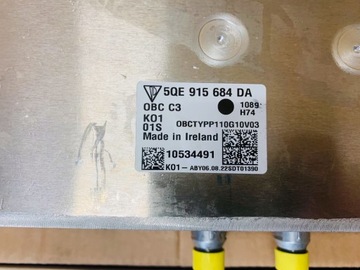 5QE 915 684 DA
OBC C3
1089
H74
K01
01S
OBCTYPP110G10V03
Made in Ireland
10534491
K01-ABY06.08.22SDT01390